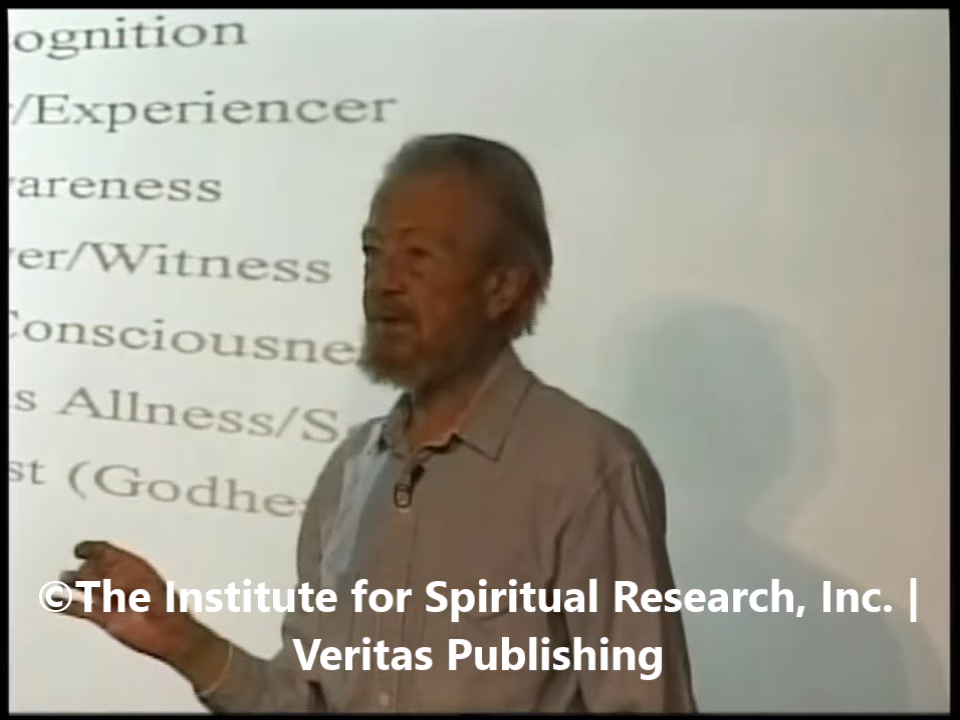 ognition
/Experiencer
areness
er/Witness
Consciousne
s Allness/S
st (Godhe
©The Institute for Spiritual Research, Inc. |
Veritas Publishing